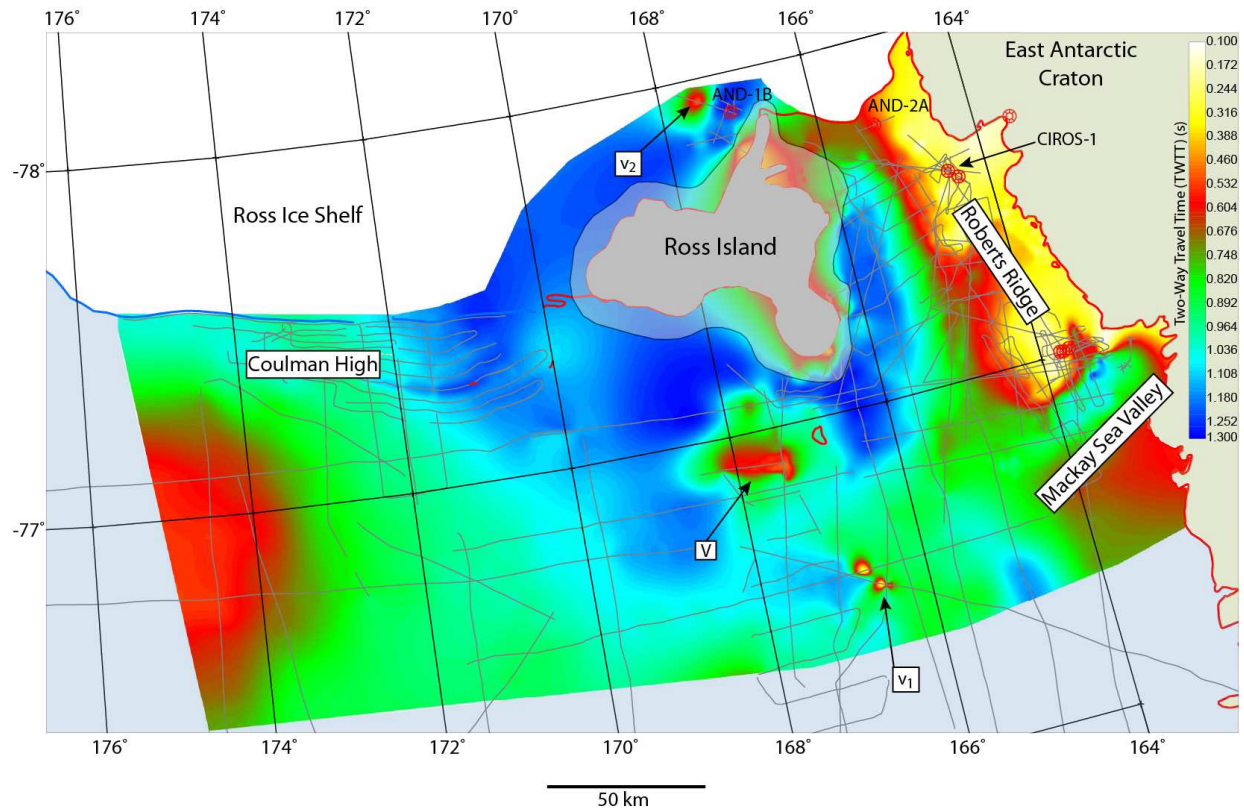 176˚ 174˚ 172˚ 170˚ 168˚ 166˚ 164˚
East Antarctic
Craton
AND-1B
AND-2A
CIROS-1
v2
-78˚
Ross Ice Shelf
Ross Island
Roberts Ridge
Coulman High
Mackay Sea Valley
-77˚
V
v1
Two-Way Travel Time (TWTT) (s)
0.100
0.172
0.244
0.316
0.388
0.460
0.532
0.604
0.676
0.748
0.820
0.892
0.964
1.036
1.108
1.180
1.252
1.300
176˚ 174˚ 172˚ 170˚ 168˚ 166˚ 164˚
50 km